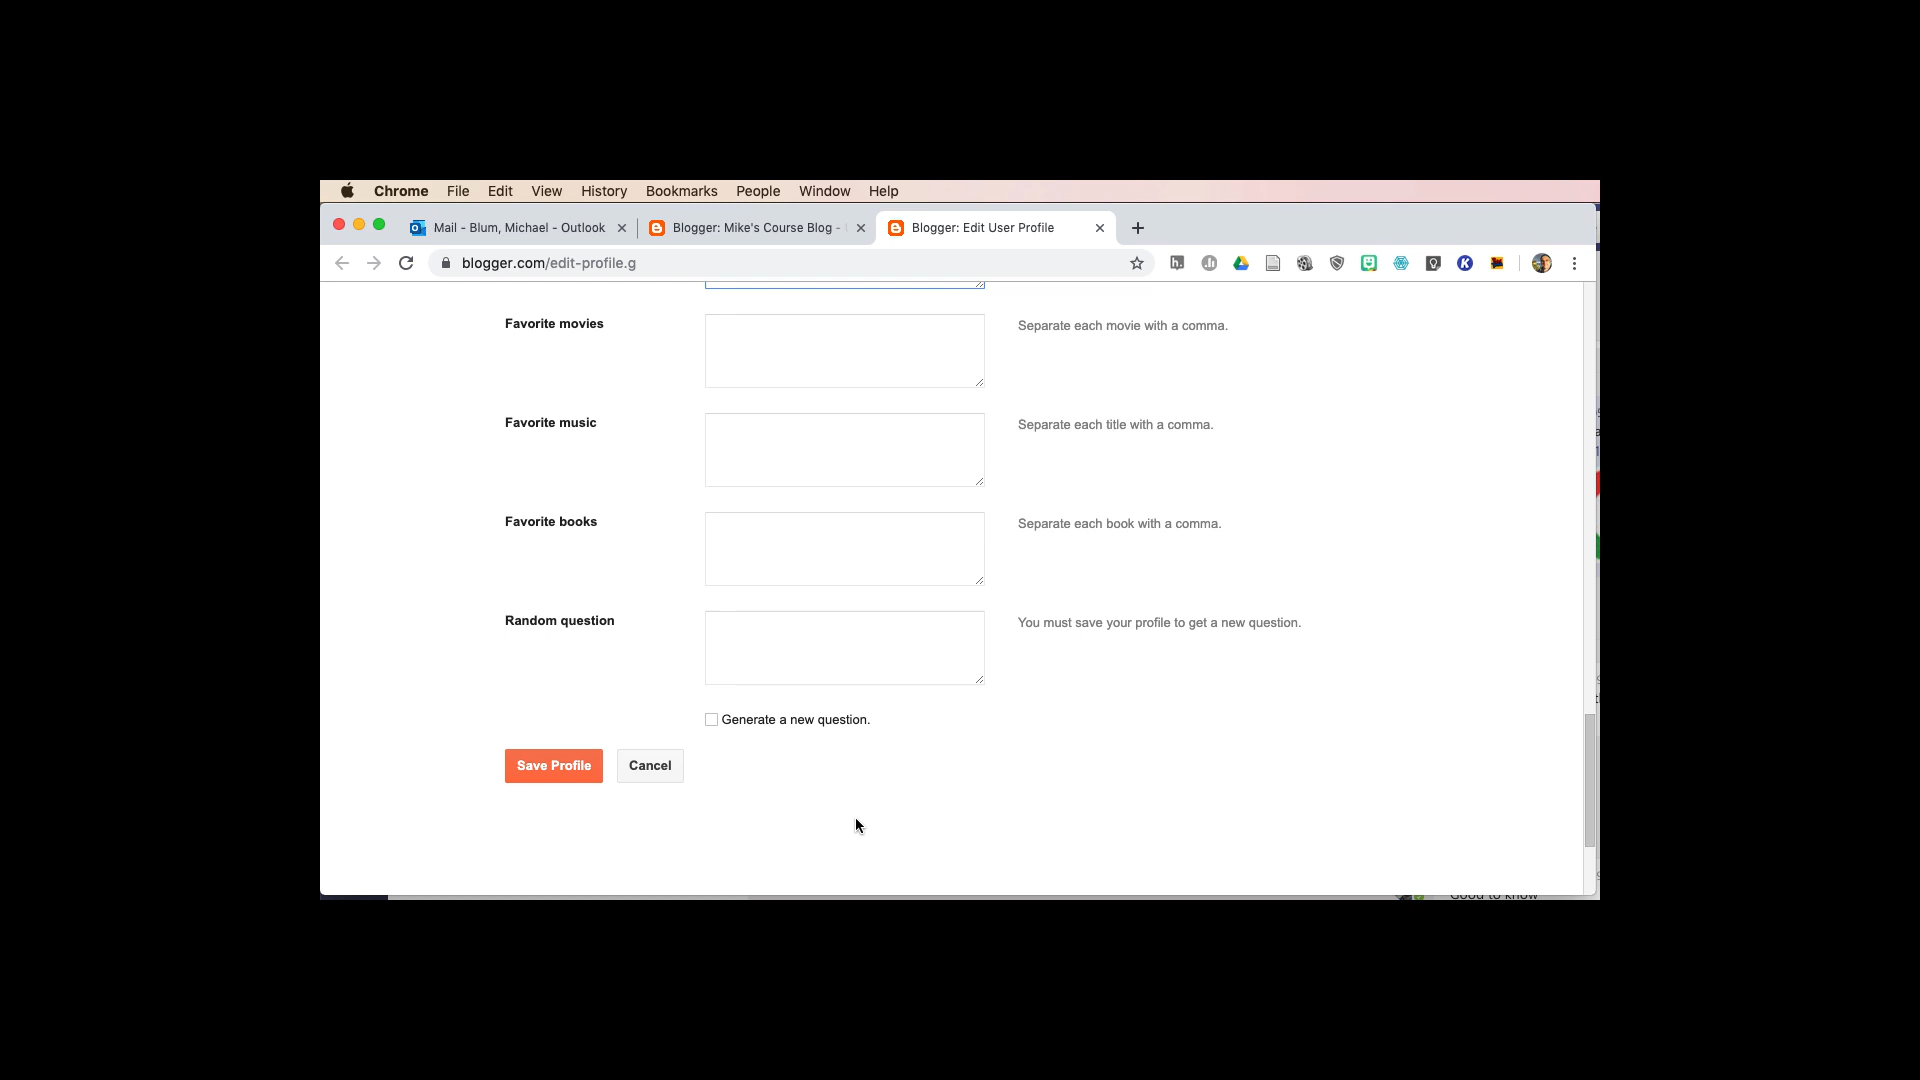 Chrome File Edit View History Bookmarks People Window Help
Mail - Blum, Michael - Outlook
Blogger: Mike's Course Blog -
Blogger: Edit User Profile
blogger.com/edit-profile.g
Favorite movies
Separate each movie with a comma.
Favorite music
Separate each title with a comma.
Favorite books
Separate each book with a comma.
Random question
You must save your profile to get a new question.
Generate a new question.
Save Profile Cancel
Good to know